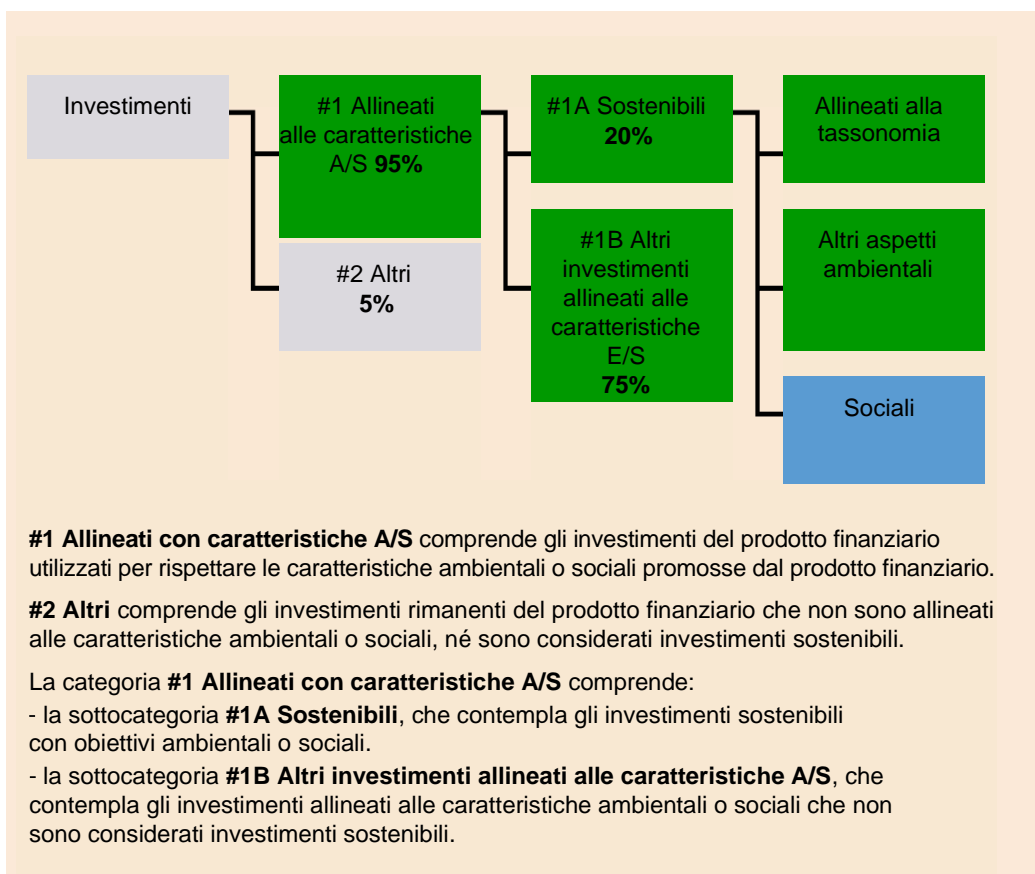 Investimenti
#1 Allineati
alle caratteristiche
A/S 95%
#2 Altri
5%
#1A Sostenibili
20%
#1B Altri
investimenti
allineati alle
caratteristiche
E/S
75%
Allineati alla
tassonomia
Altri aspetti
ambientali
Sociali
#1 Allineati con caratteristiche A/S comprende gli investimenti del prodotto finanziario
utilizzati per rispettare le caratteristiche ambientali o sociali promosse dal prodotto finanziario.
#2 Altri comprende gli investimenti rimanenti del prodotto finanziario che non sono allineati
alle caratteristiche ambientali o sociali, né sono considerati investimenti sostenibili.
La categoria #1 Allineati con caratteristiche A/S comprende:
- la sottocategoria #1A Sostenibili, che contempla gli investimenti sostenibili
con obiettivi ambientali o sociali.
- la sottocategoria #1B Altri investimenti allineati alle caratteristiche A/S, che
contempla gli investimenti allineati alle caratteristiche ambientali o sociali che non
sono considerati investimenti sostenibili.